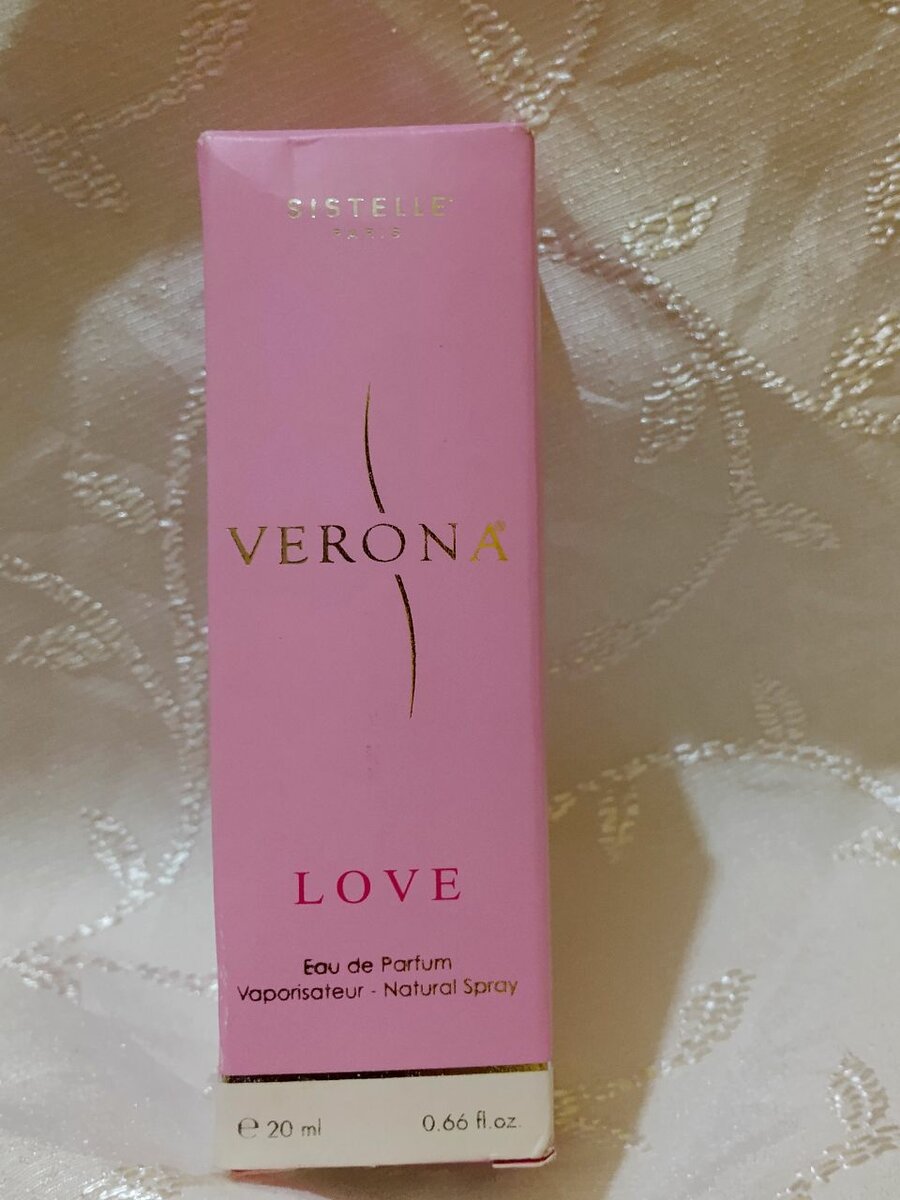 SISTELLE
PARIS
VERONA®
LOVE
Eau de Parfum
Vaporisateur - Natural Spray
℮ 20 ml 0.66 fl.oz.